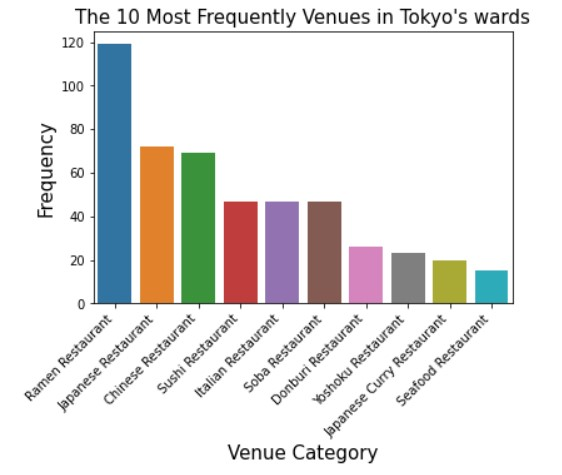 The 10 Most Frequently Venues in Tokyo's wards
120
100
80
60
40
20
0
Frequency
Ramen Restaurant
Japanese Restaurant
Chinese Restaurant
Sushi Restaurant
Italian Restaurant
Soba Restaurant
Donburi Restaurant
Yoshoku Restaurant
Japanese Curry Restaurant
Seafood Restaurant
Venue Category